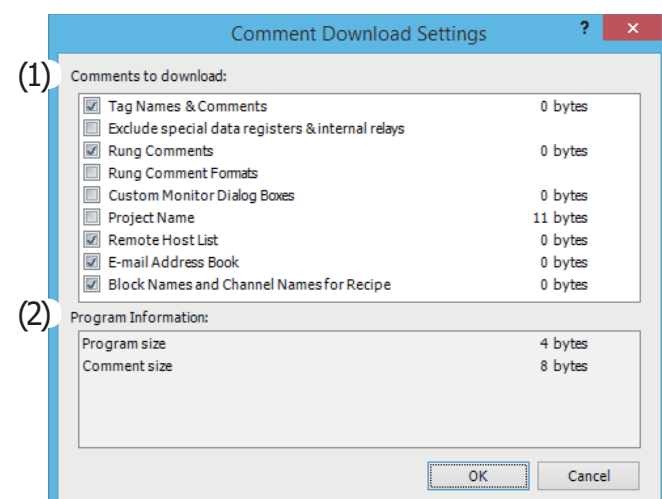 Comment Download Settings ? ×
(1) Comments to download:
Tag Names & Comments 0 bytes
Exclude special data registers & internal relays
Rung Comments 0 bytes
Rung Comment Formats
Custom Monitor Dialog Boxes 0 bytes
Project Name 11 bytes
Remote Host List 0 bytes
E-mail Address Book 0 bytes
Block Names and Channel Names for Recipe 0 bytes
(2) Program Information:
Program size 4 bytes
Comment size 8 bytes
OK Cancel